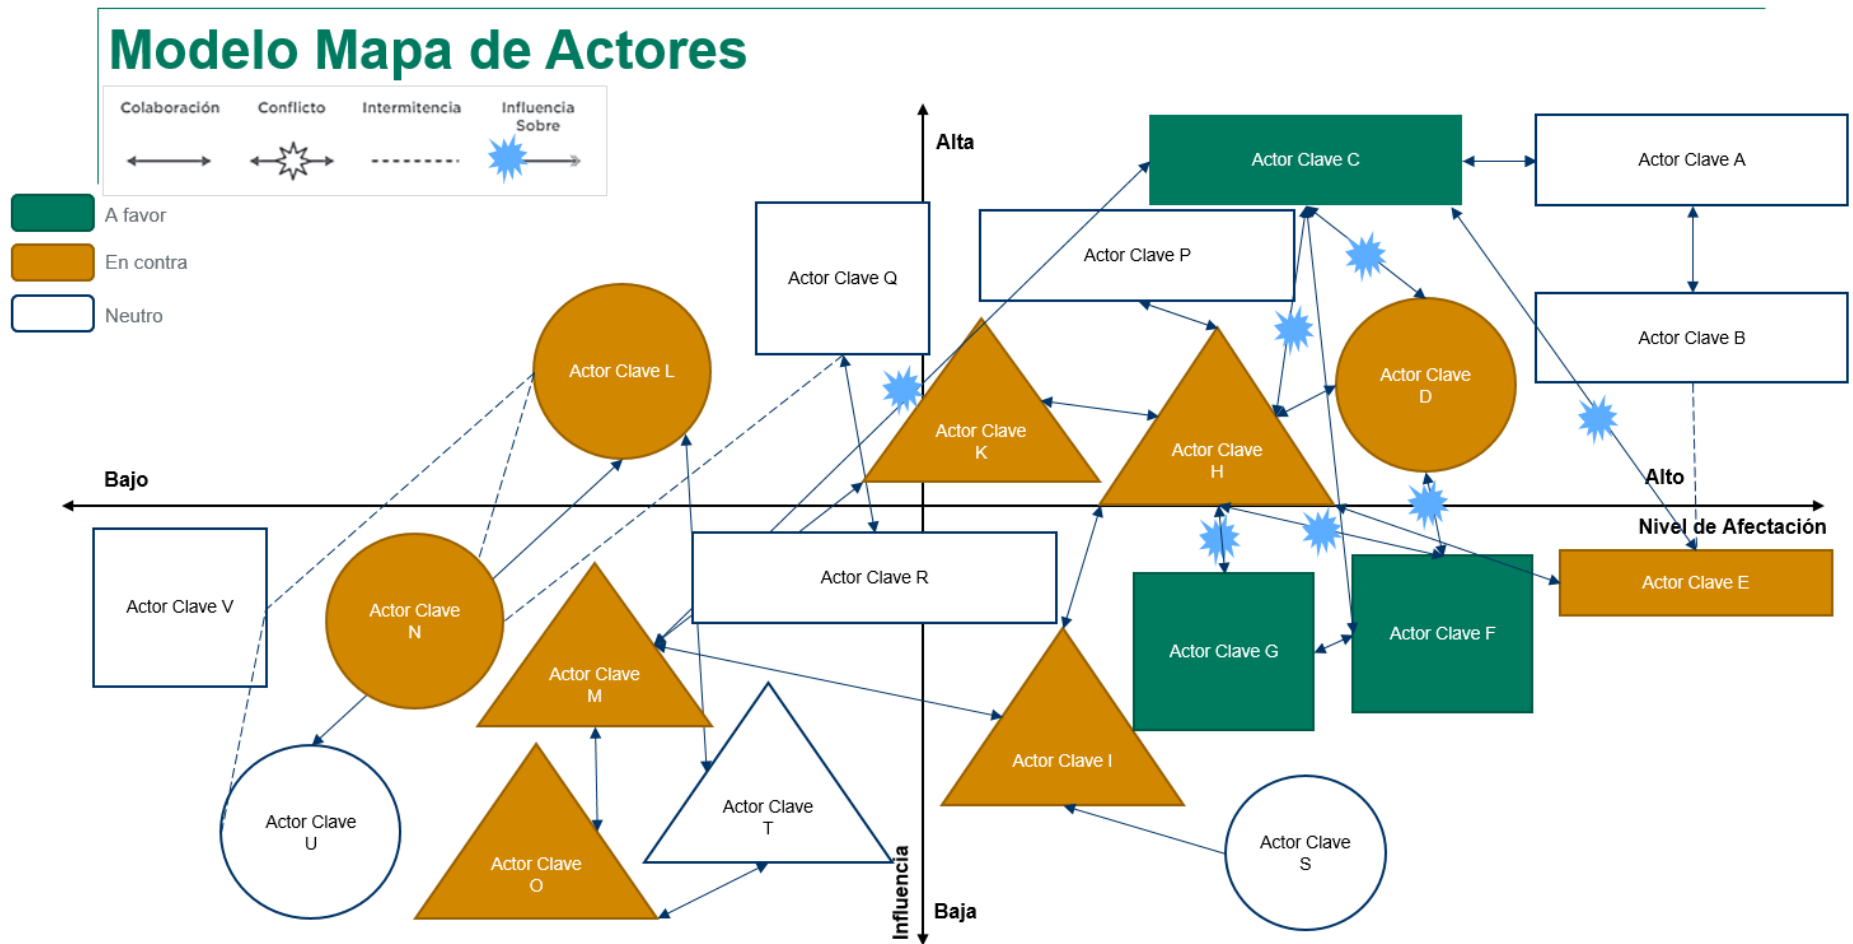 Modelo Mapa de Actores
Colaboración
Conflicto
Intermitencia
Influencia
Sobre
A favor
En contra
Neutro
Alta
Actor Clave C
Actor Clave A
Actor Clave P
Actor Clave Q
Actor Clave B
Actor Clave L
Actor Clave
D
Actor Clave
K
Actor Clave
H
Bajo
Alto
Nivel de Afectación
Actor Clave V
Actor Clave
N
Actor Clave R
Actor Clave E
Actor Clave F
Actor Clave G
Actor Clave
M
Actor Clave I
Actor Clave
T
Actor Clave
U
Actor Clave
O
Actor Clave
S
Influencia
Baja